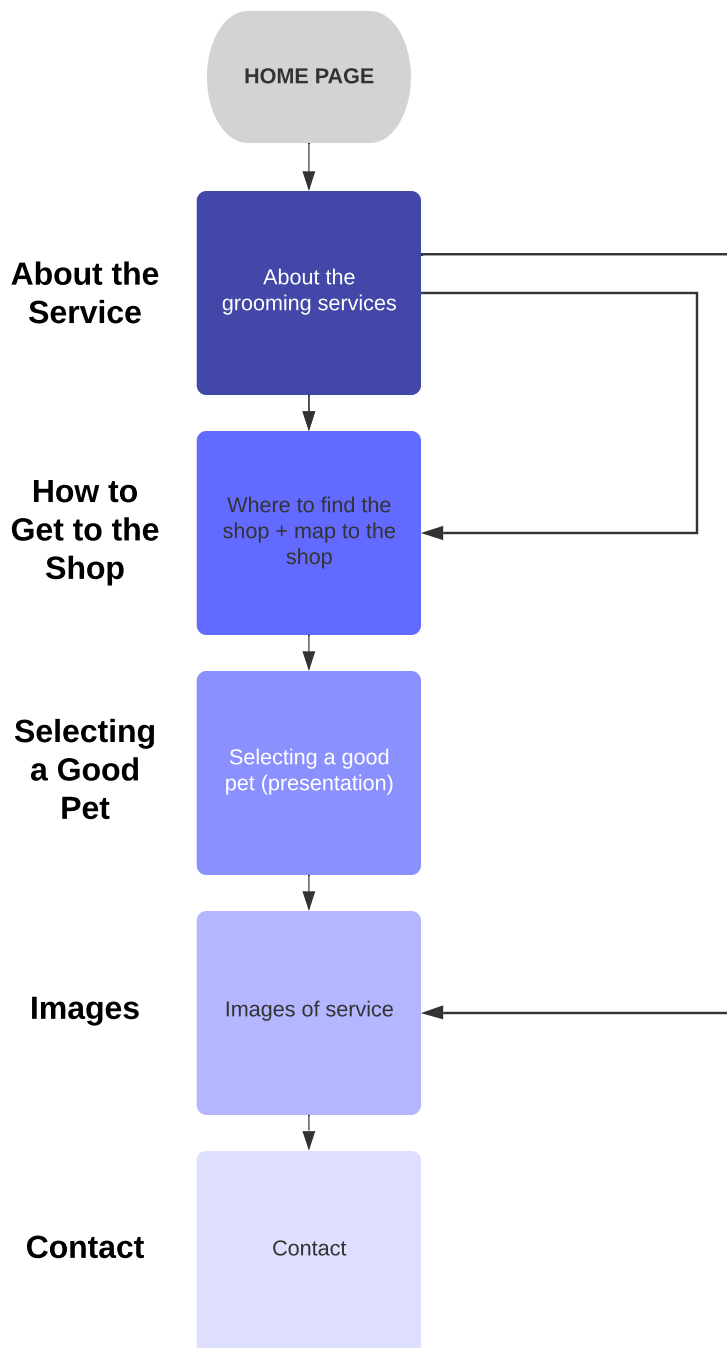 HOME PAGE
About the
Service
About the
grooming services
How to
Get to the
Shop
Where to find the
shop + map to the
shop
Selecting
a Good
Pet
Selecting a good
pet (presentation)
Images
Images of service
Contact
Contact